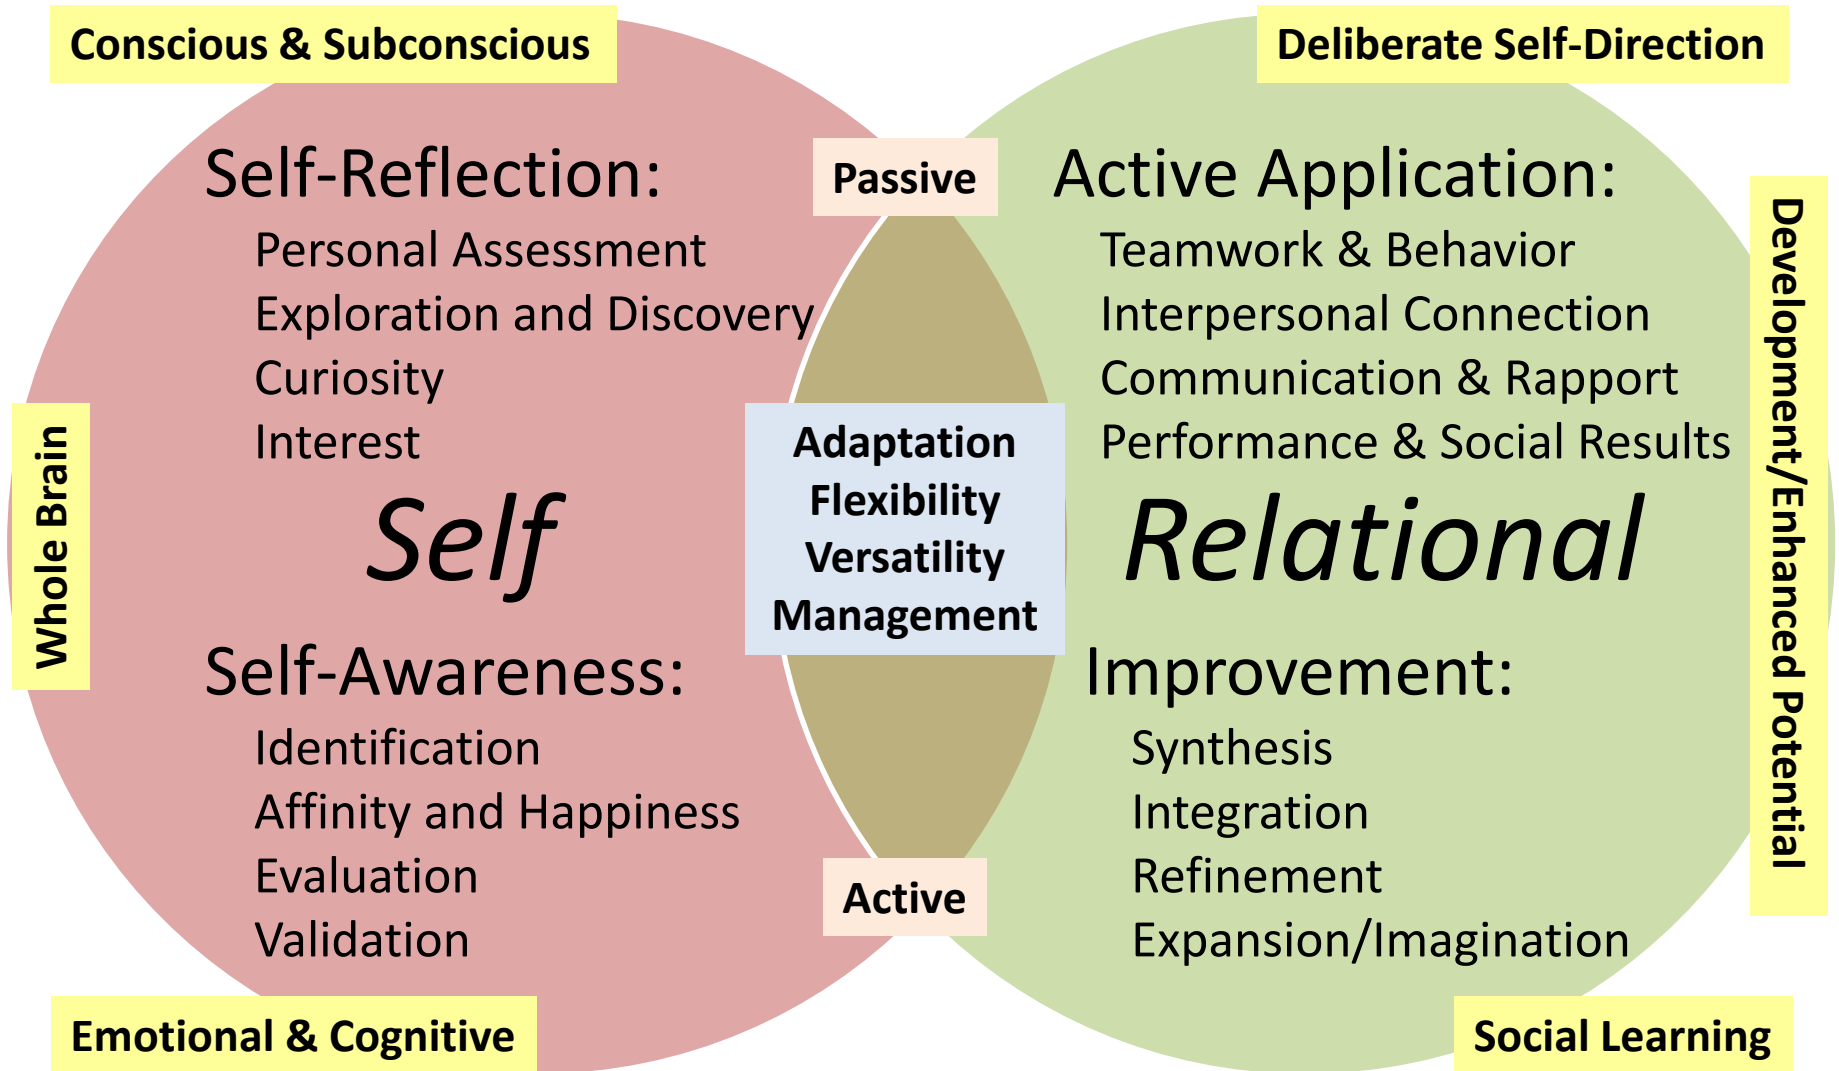 Conscious & Subconscious
Deliberate Self-Direction
Self-Reflection:
Personal Assessment
Exploration and Discovery
Curiosity
Interest
Passive
Active Application:
Teamwork & Behavior
Interpersonal Connection
Communication & Rapport
Performance & Social Results
Whole Brain
Self
Adaptation
Flexibility
Versatility
Management
Relational
Development/Enhanced Potential
Self-Awareness:
Identification
Affinity and Happiness
Evaluation
Validation
Active
Improvement:
Synthesis
Integration
Refinement
Expansion/Imagination
Emotional & Cognitive
Social Learning